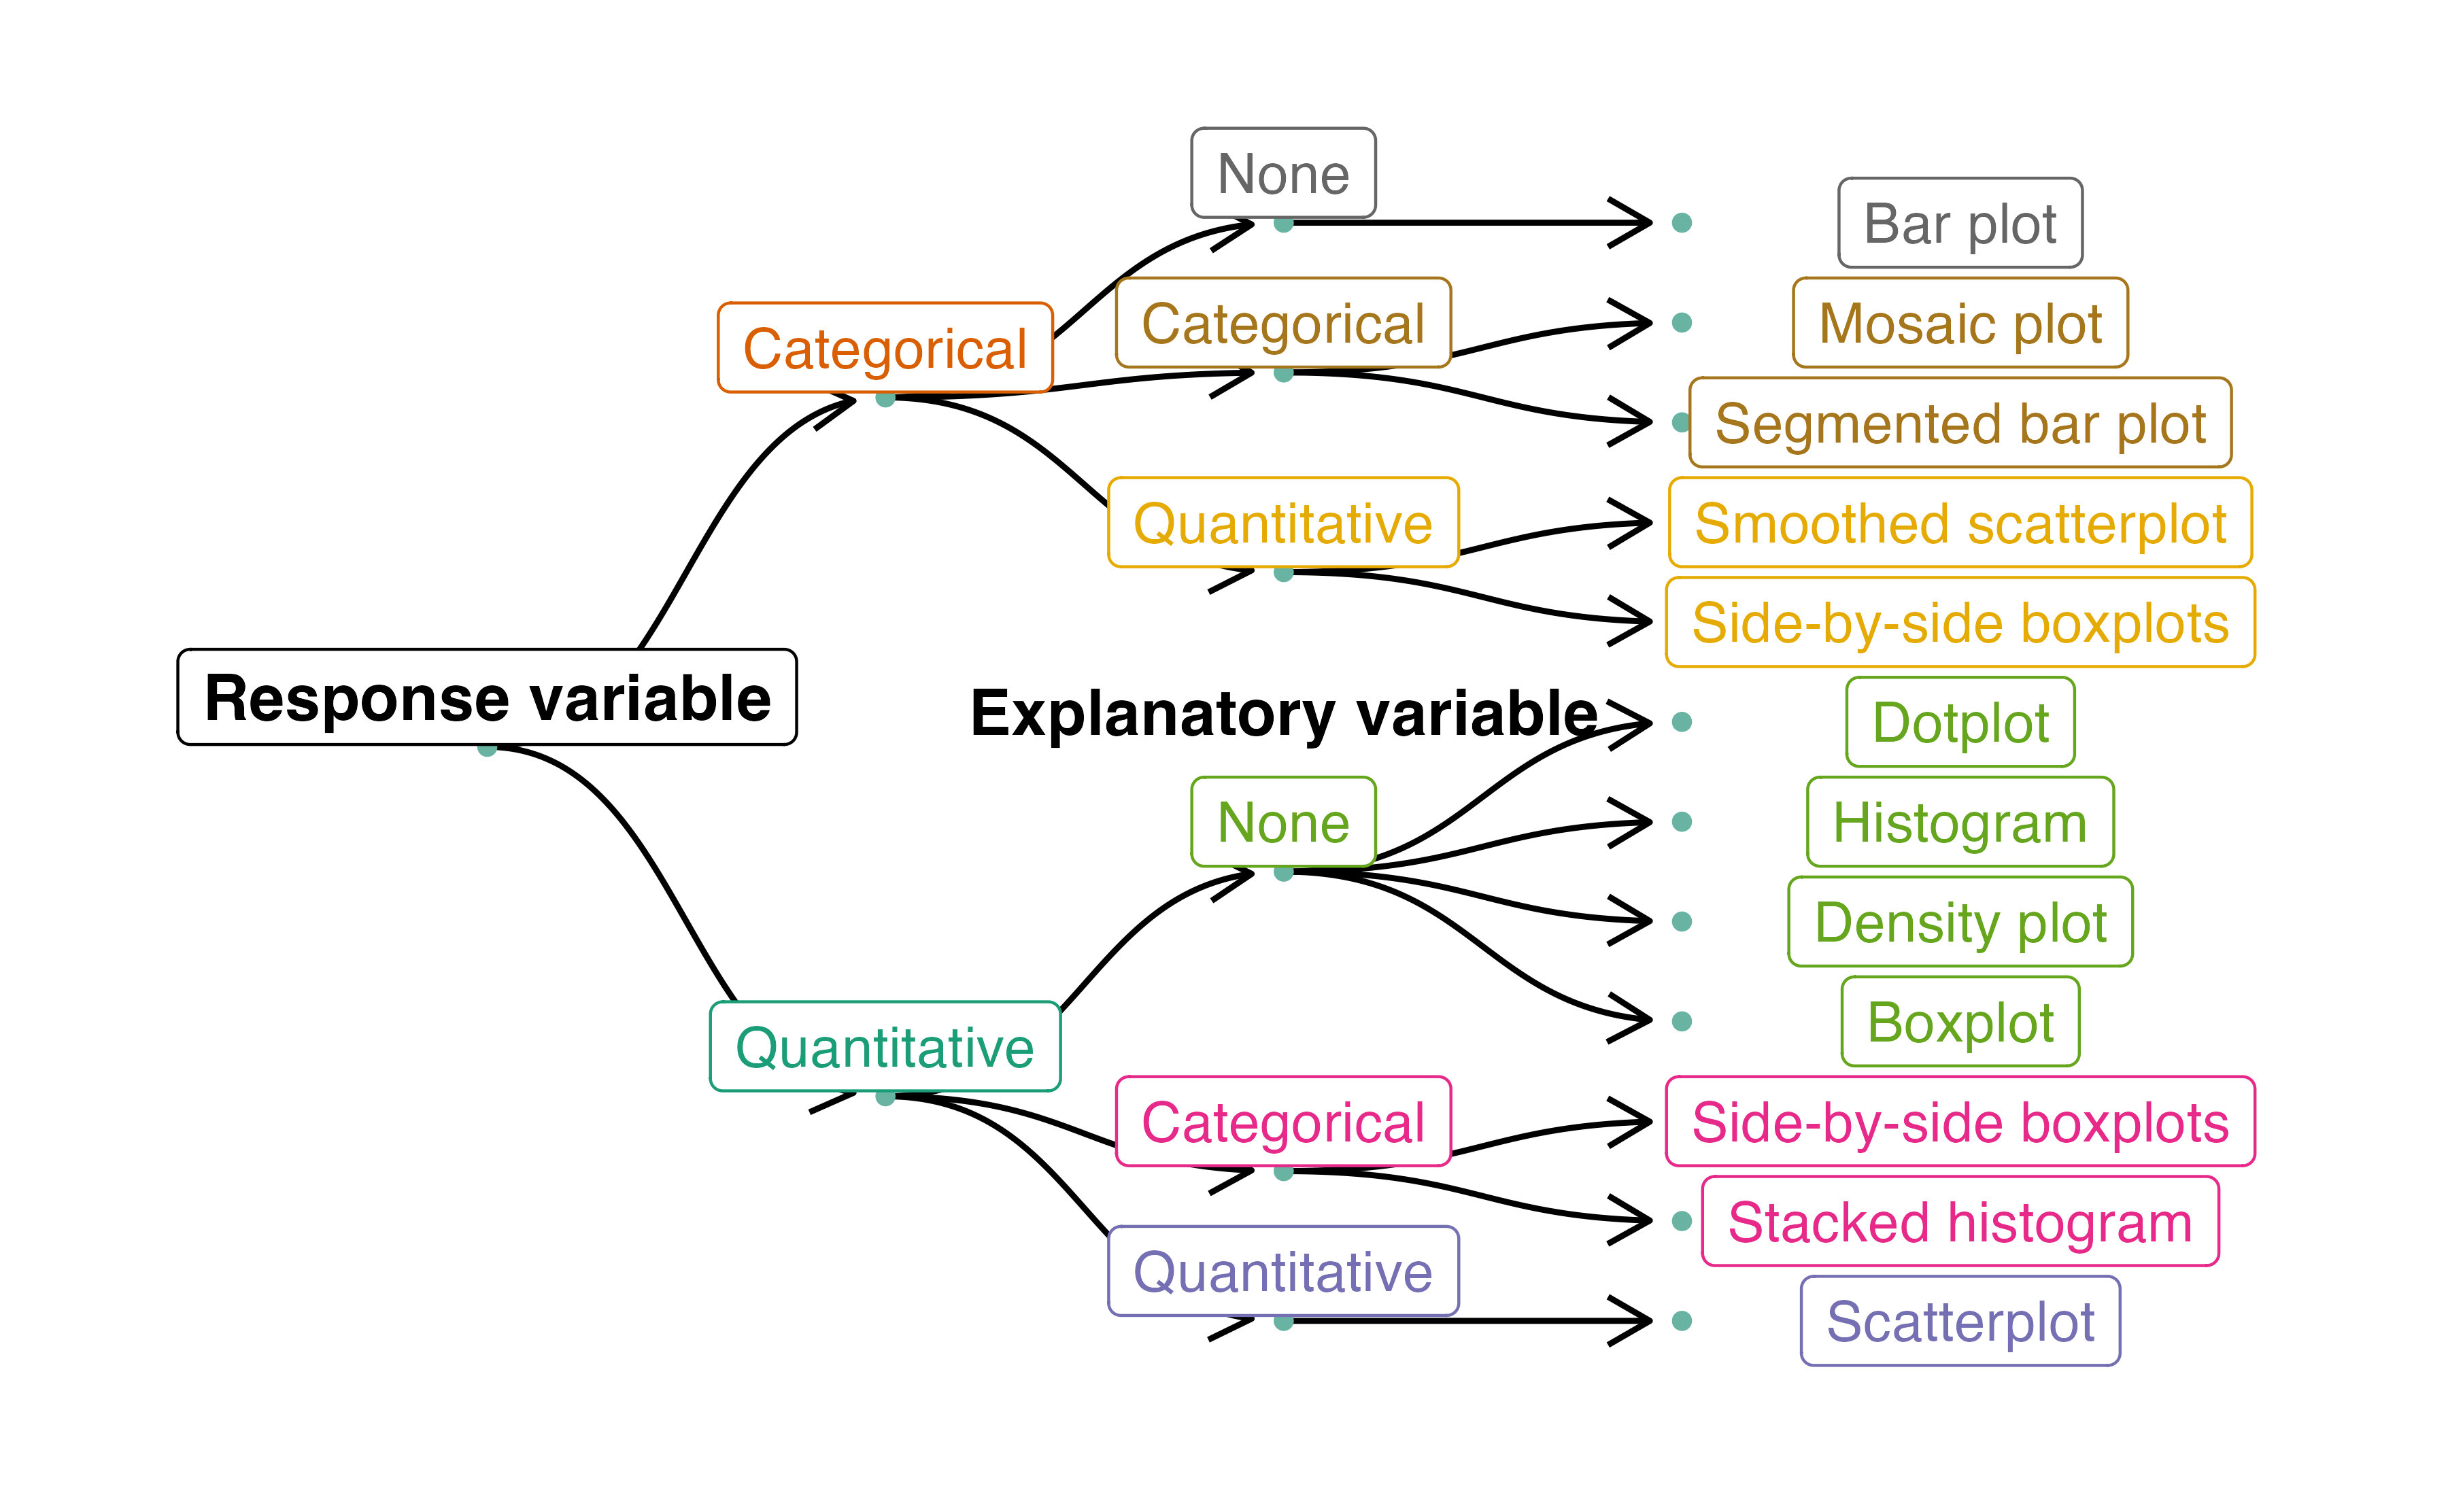 Response variable
Categorical
Quantitative
Explanatory variable
None
Categorical
Quantitative
None
Categorical
Quantitative
Bar plot
Mosaic plot
Segmented bar plot
Smoothed scatterplot
Side-by-side boxplots
Dotplot
Histogram
Density plot
Boxplot
Side-by-side boxplots
Stacked histogram
Scatterplot